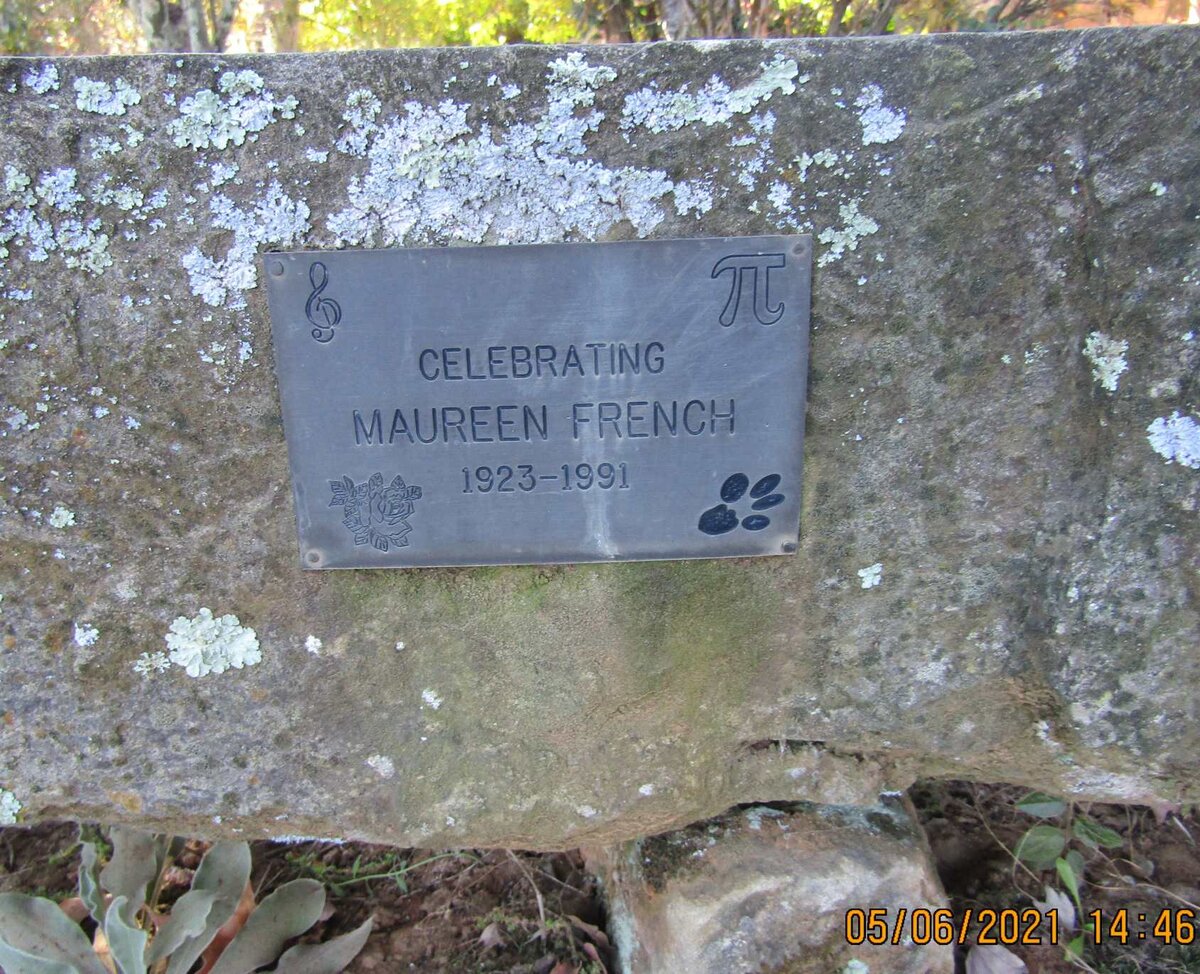 π
CELEBRATING
MAUREEN FRENCH
1923-1991
05/06/2021 14:46